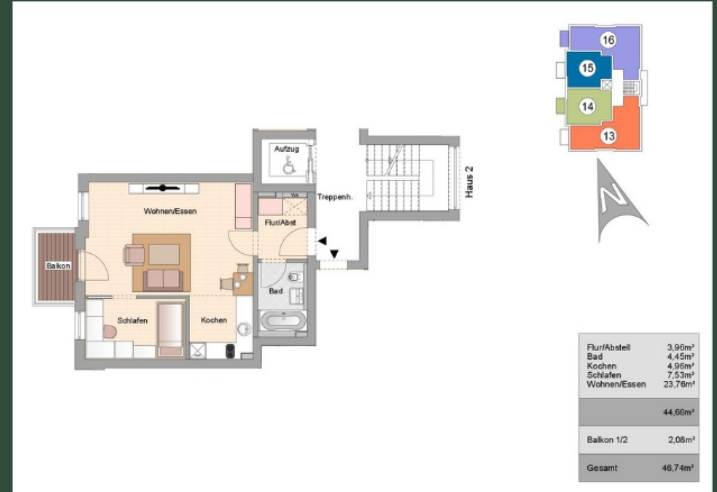 16
15
14
13
N
Aufzug
Treppenh.
Haus 2
Wohnen/Essen
Flur/Abst
Balkon
Bad
Schlafen
Kochen
Flur/Abstell 3,96m²
Bad 4,45m²
Kochen 4,96m²
Schlafen 7,53m²
Wohnen/Essen 23,76m²
44,66m²
Balkon 1/2 2,08m²
Gesamt 46,74m²